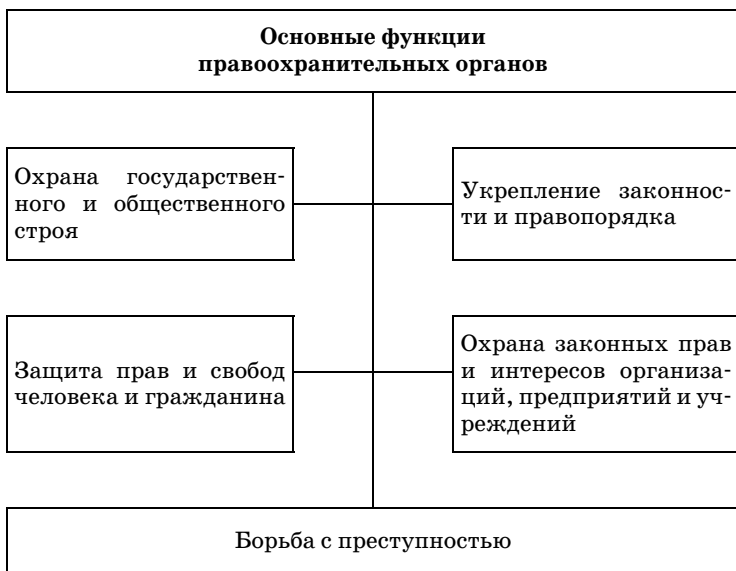 Основные функции
правоохранительных органов
Охрана государствен-
ного и общественного
строя
Укрепление законнос-
ти и правопорядка
Защита прав и свобод
человека и гражданина
Охрана законных прав
и интересов организа-
ций, предприятий и уч-
реждений
Борьба с преступностью